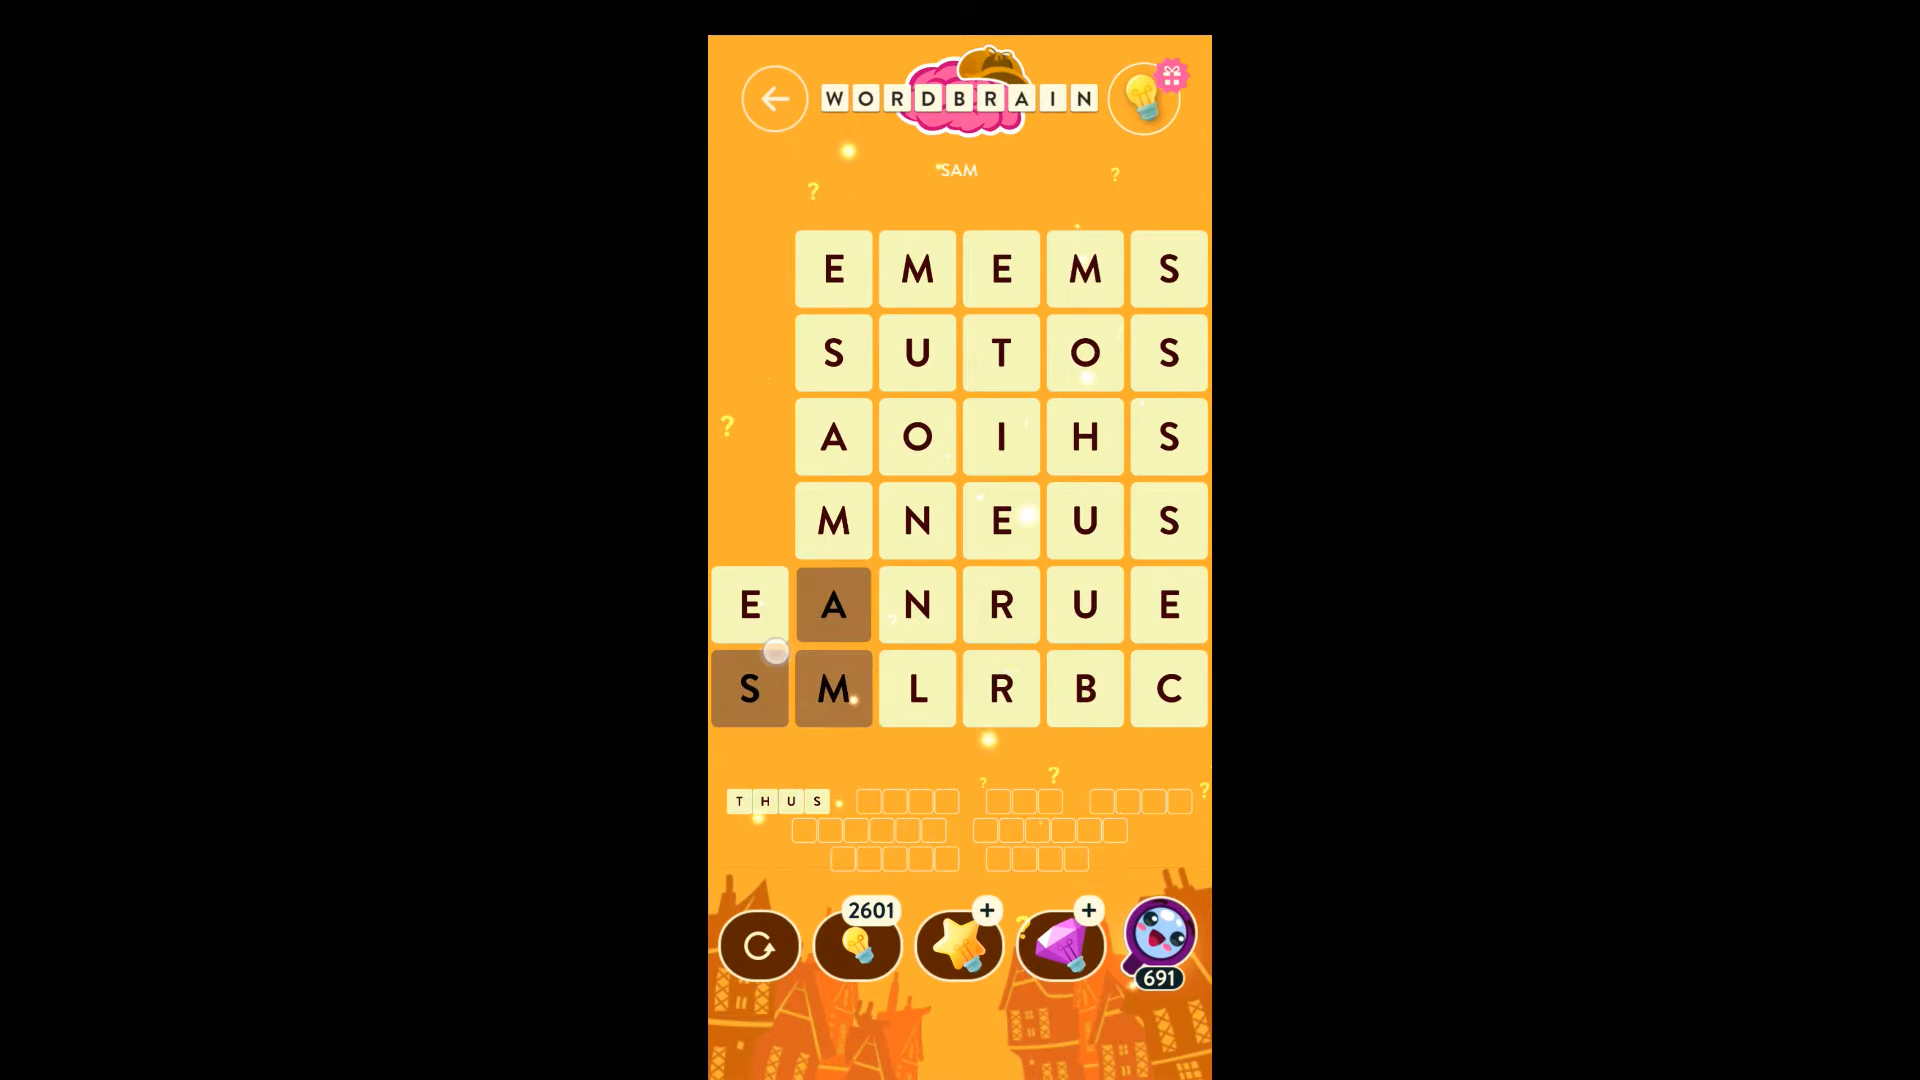 WORDBRAIN
SAM
E M E M S
S U T O S
A O I H S
M N E U S
E A N R U E
S M L R B C
THUS
2601 + +
691